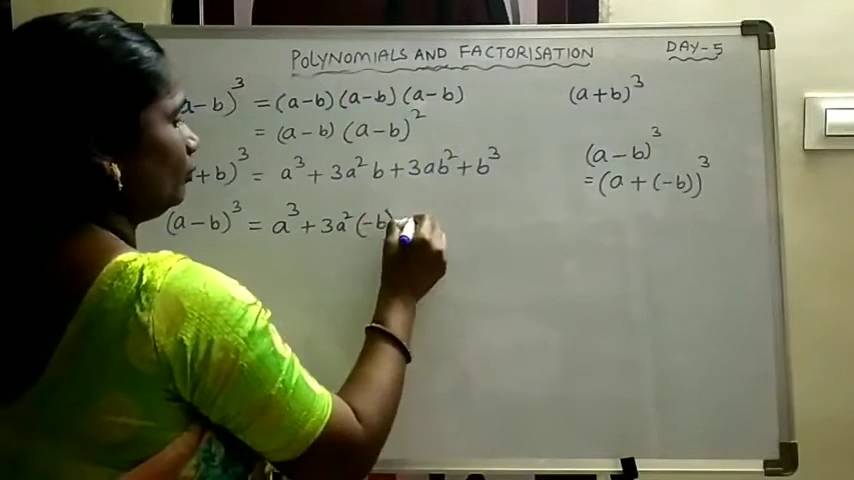 POLYNOMIALS AND FACTORISATION
DAY-5
a-b)³ = (a-b)(a-b)(a-b)
= (a-b)(a-b)²
+b)³ = a³+3a²b+3ab²+b³
(a-b)³ = a³+3a²(-b)
(a+b)³
(a-b)³
=(a+(-b))³